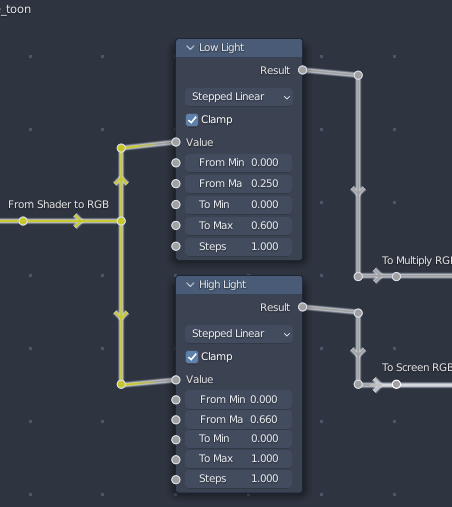 e_toon
Low Light
Result
Stepped Linear
Clamp
Value
From Min 0.000
From Ma 0.250
To Min 0.000
To Max 0.600
Steps 1.000
From Shader to RGB
To Multiply RG
High Light
Result
Stepped Linear
Clamp
Value
From Min 0.000
From Ma 0.660
To Min 0.000
To Max 1.000
Steps 1.000
To Screen RGB